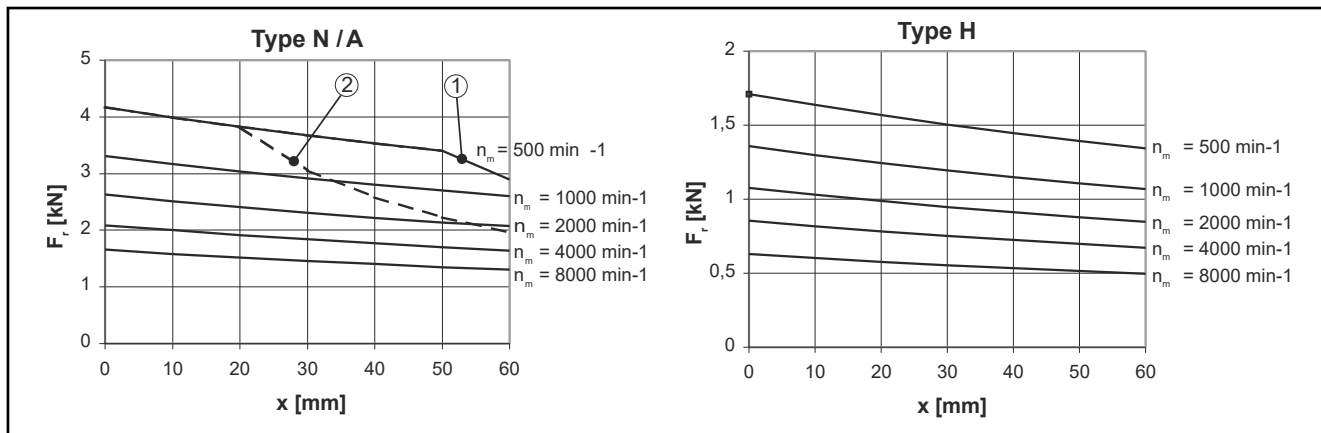 Type N / A
5
4
3
2
1
0
F_r [kN]
②
①
n_m = 500 min -1
n_m = 1000 min-1
n_m = 2000 min-1
n_m = 4000 min-1
n_m = 8000 min-1
0 10 20 30 40 50 60
x [mm]
Type H
2
1,5
1
0,5
0
F_r [kN]
n_m = 500 min-1
n_m = 1000 min-1
n_m = 2000 min-1
n_m = 4000 min-1
n_m = 8000 min-1
0 10 20 30 40 50 60
x [mm]